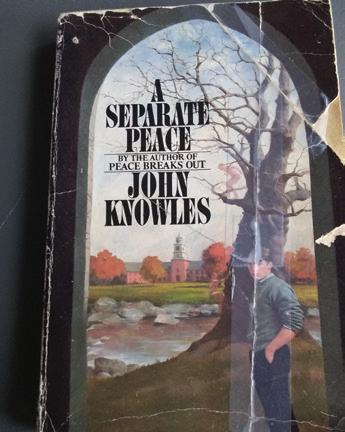 A
SEPARATE
PEACE
BY THE AUTHOR OF
PEACE BREAKS OUT
JOHN
KNOWLES